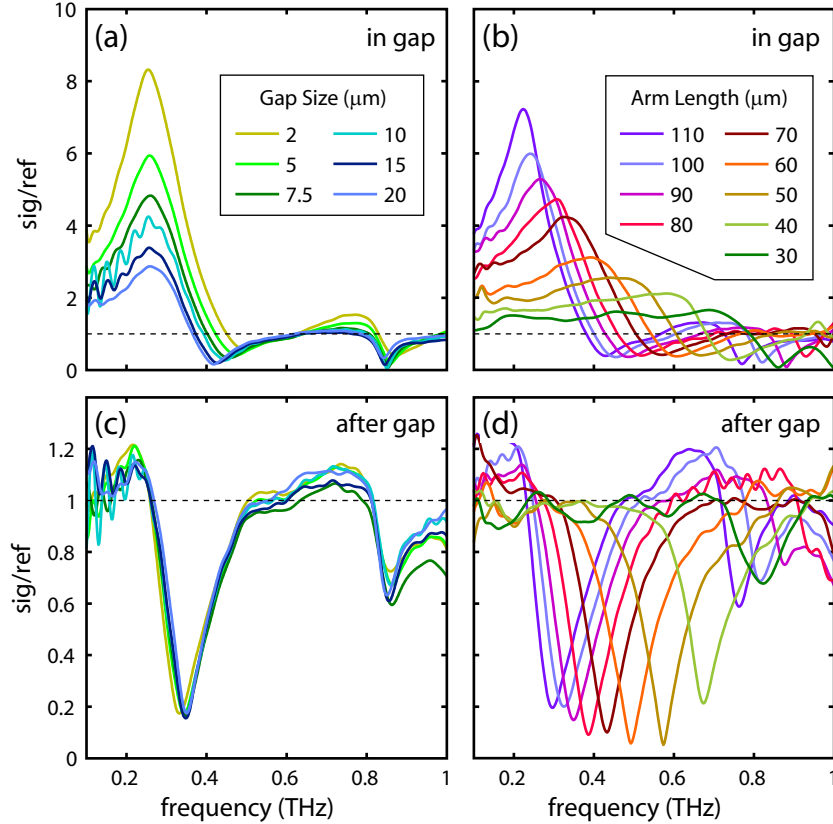 10
8
6
4
2
0
sig/ref
(a)
in gap
Gap Size (μm)
2 10
5 15
7.5 20
(b)
in gap
Arm Length (μm)
110 70
100 60
90 50
80 40
30
1.2
1
0.8
0.6
0.4
0.2
0
sig/ref
(c)
after gap
0.2 0.4 0.6 0.8 1
frequency (THz)
(d)
after gap
0.2 0.4 0.6 0.8 1
frequency (THz)